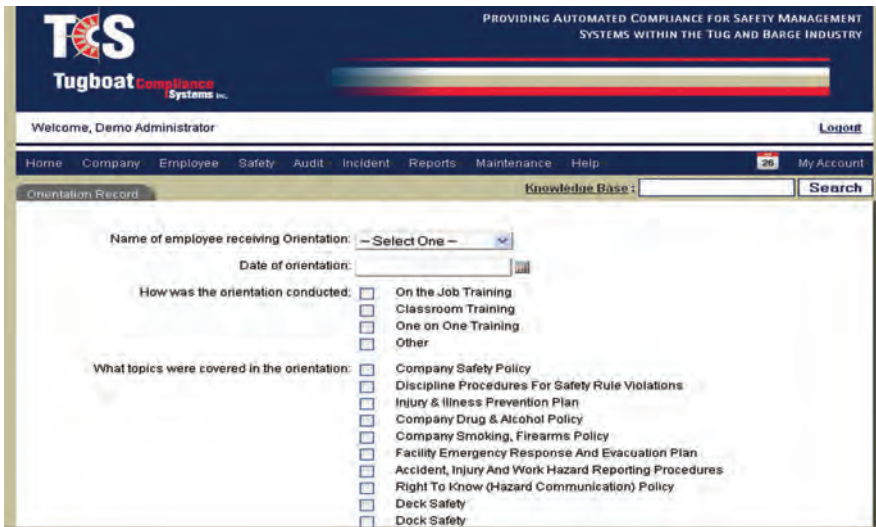 PROVIDING AUTOMATED COMPLIANCE FOR SAFETY MANAGEMENT
SYSTEMS WITHIN THE TUG AND BARGE INDUSTRY
TCS
Tugboat Compliance
Systems Inc.
Welcome, Demo Administrator Logout
Home Company Employee Safety Audit Incident Reports Maintenance Help 26 My Account
Orientation Record Knowledge Base : Search
Name of employee receiving Orientation: -- Select One --
Date of orientation:
How was the orientation conducted: On the Job Training
Classroom Training
One on One Training
Other
What topics were covered in the orientation: Company Safety Policy
Discipline Procedures For Safety Rule Violations
Injury & Illness Prevention Plan
Company Drug & Alcohol Policy
Company Smoking, Firearms Policy
Facility Emergency Response And Evacuation Plan
Accident, Injury And Work Hazard Reporting Procedures
Right To Know (Hazard Communication) Policy
Deck Safety
Dock Safety